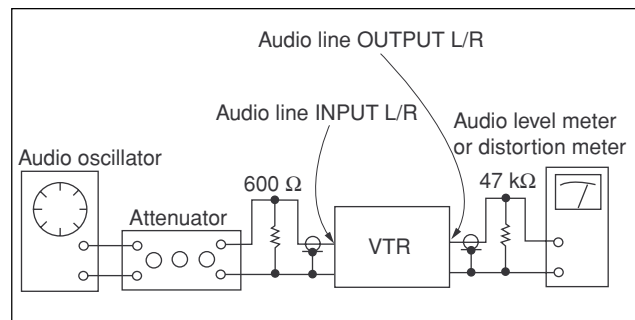 Audio line OUTPUT L/R
Audio line INPUT L/R
Audio level meter
or distortion meter
Audio oscillator
600 Ω
47 kΩ
Attenuator
VTR